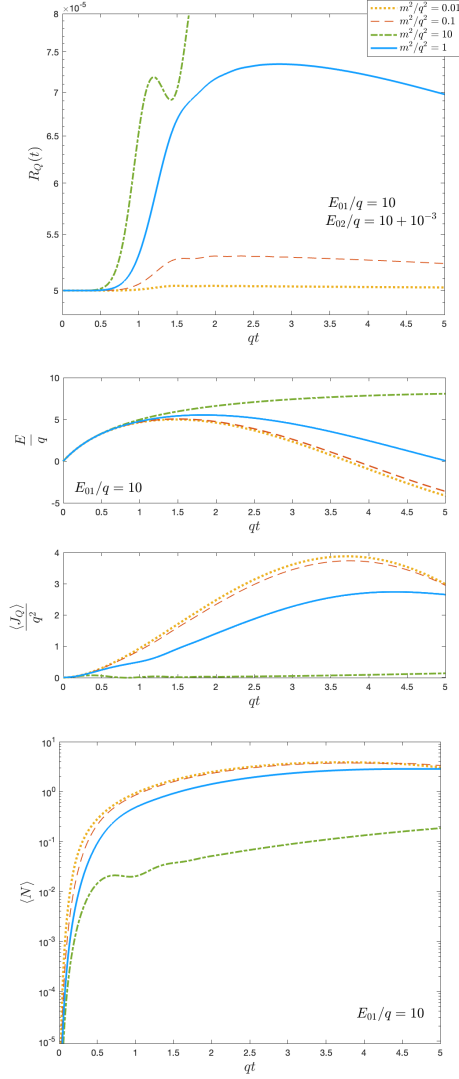 ×10⁻⁵
8
7.5
7
6.5
6
5.5
5
R_Q(t)
m²/q² = 0.01
m²/q² = 0.1
m²/q² = 10
m²/q² = 1
E₀₁/q = 10
E₀₂/q = 10 + 10⁻³
0 0.5 1 1.5 2 2.5 3 3.5 4 4.5 5
qt
10
5
0
-5
E/q
E₀₁/q = 10
0 0.5 1 1.5 2 2.5 3 3.5 4 4.5 5
qt
4
3
2
1
0
⟨J_Q⟩/q²
0 0.5 1 1.5 2 2.5 3 3.5 4 4.5 5
qt
10¹
10⁰
10⁻¹
10⁻²
10⁻³
10⁻⁴
10⁻⁵
⟨N⟩
E₀₁/q = 10
0 0.5 1 1.5 2 2.5 3 3.5 4 4.5 5
qt